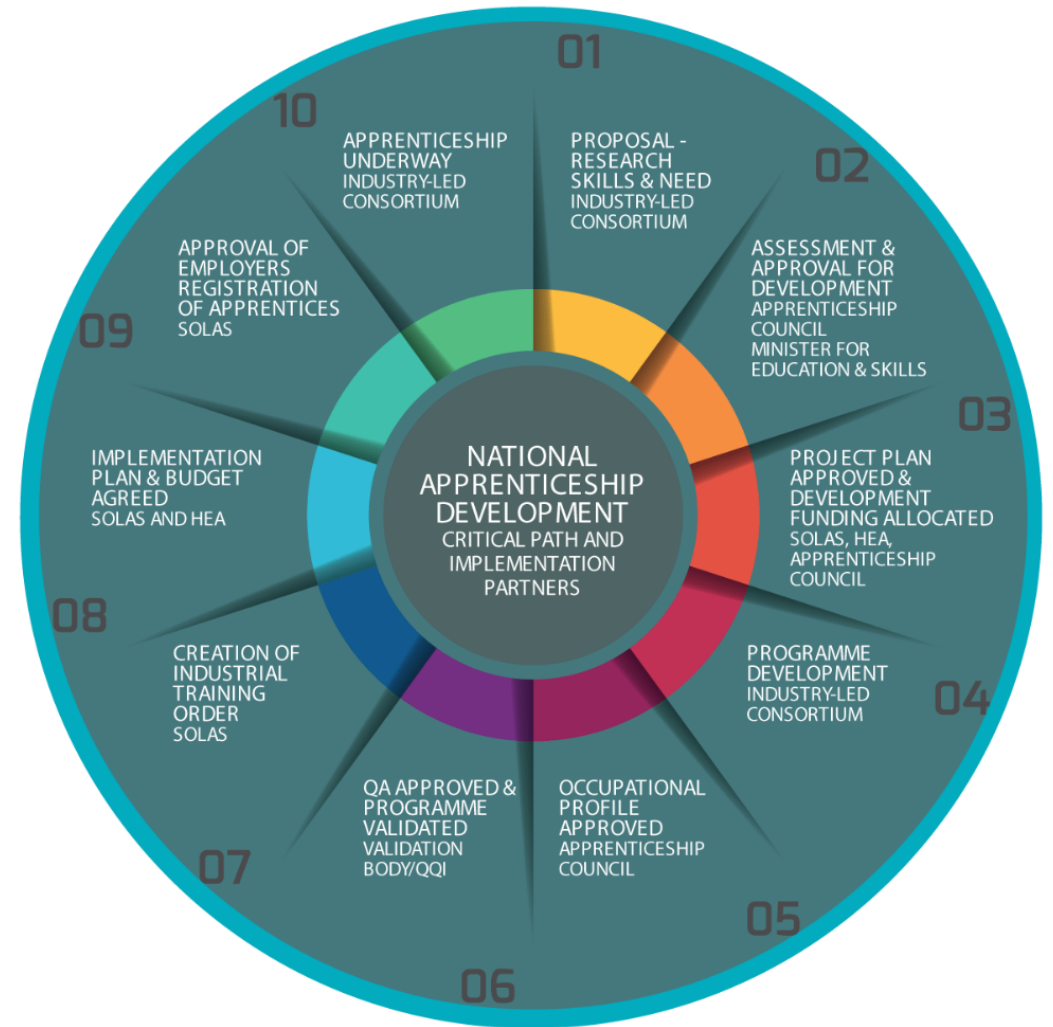 NATIONAL
APPRENTICESHIP
DEVELOPMENT
CRITICAL PATH AND
IMPLEMENTATION
PARTNERS
01
PROPOSAL -
RESEARCH
SKILLS & NEED
INDUSTRY-LED
CONSORTIUM
02
ASSESSMENT &
APPROVAL FOR
DEVELOPMENT
APPRENTICESHIP
COUNCIL
MINISTER FOR
EDUCATION & SKILLS
03
PROJECT PLAN
APPROVED &
DEVELOPMENT
FUNDING ALLOCATED
SOLAS, HEA,
APPRENTICESHIP
COUNCIL
04
PROGRAMME
DEVELOPMENT
INDUSTRY-LED
CONSORTIUM
05
OCCUPATIONAL
PROFILE
APPROVED
APPRENTICESHIP
COUNCIL
06
QA APPROVED &
PROGRAMME
VALIDATED
VALIDATION
BODY/QQI
07
CREATION OF
INDUSTRIAL
TRAINING
ORDER
SOLAS
08
IMPLEMENTATION
PLAN & BUDGET
AGREED
SOLAS AND HEA
09
APPROVAL OF
EMPLOYERS
REGISTRATION
OF APPRENTICES
SOLAS
10
APPRENTICESHIP
UNDERWAY
INDUSTRY-LED
CONSORTIUM